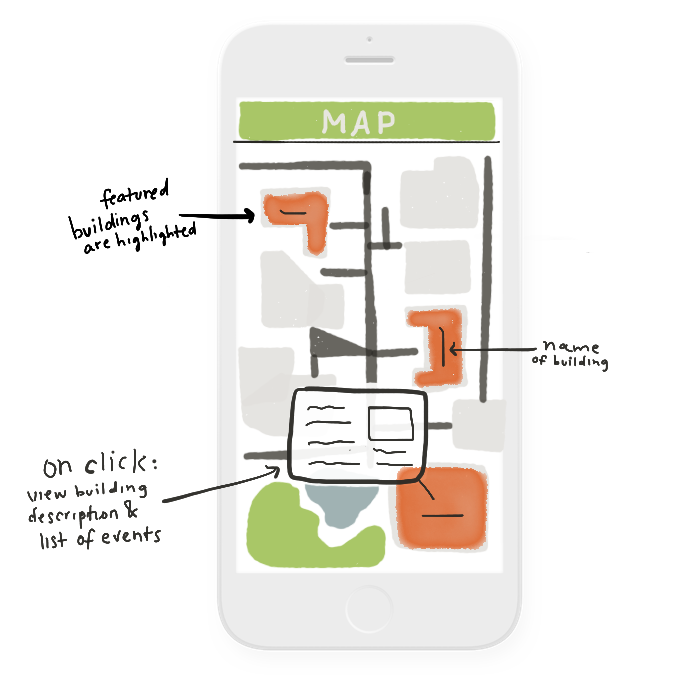 MAP
featured
buildings
are highlighted
name
of building
on click:
view building
description &
list of events